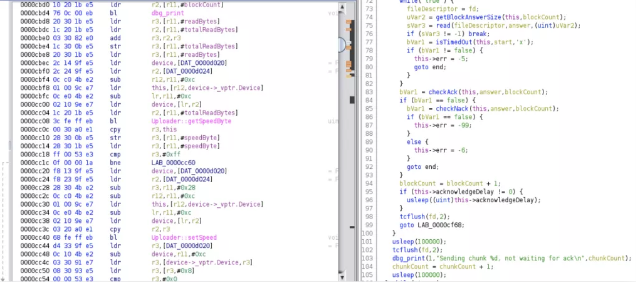 0000cbd0 10 20 1b e5 ldr r2,[r11,#blockCount]
0000cbd4 76 0c 00 eb bl dbg_print
0000cbd8 20 30 1b e5 ldr r3,[r11,#readBytes]
0000cbdc 1c 20 1b e5 ldr r2,[r11,#totalReadBytes]
0000cbe0 03 30 82 e0 add r3,r2,r3
0000cbe4 1c 30 0b e5 str r3,[r11,#totalReadBytes]
0000cbe8 20 30 1b e5 ldr r3,[r11,#readBytes]
0000cbec 2c 14 9f e5 ldr device,[DAT_0000d020]
0000cbf0 2c 24 9f e5 ldr r2,[DAT_0000d024]
0000cbf4 0c c0 4b e2 sub r12,r11,#0xc
0000cbf8 01 00 9c e7 ldr this,[r12,device->_vptr.Device]
0000cbfc 0c e0 4b e2 sub lr,r11,#0xc
0000cc00 02 10 9e e7 ldr device,[lr,r2]
0000cc04 1c 20 1b e5 ldr r2,[r11,#totalReadBytes]
0000cc08 3c fe ff eb bl Uploader::getSpeedByte
0000cc0c 00 30 a0 e1 cpy r3,this
0000cc10 28 30 0b e5 str r3,[r11,#speedByte]
0000cc14 28 30 1b e5 ldr r3,[r11,#speedByte]
0000cc18 ff 00 53 e3 cmp r3,#0xff
0000cc1c 0f 00 00 1a bne LAB_0000cc60
0000cc20 f8 13 9f e5 ldr device,[DAT_0000d020]
0000cc24 f8 23 9f e5 ldr r2,[DAT_0000d024]
0000cc28 28 30 4b e2 sub r3,r11,#0x28
0000cc2c 0c c0 4b e2 sub r12,r11,#0xc
0000cc30 01 00 9c e7 ldr this,[r12,device->_vptr.Device]
0000cc34 0c e0 4b e2 sub lr,r11,#0xc
0000cc38 02 10 9e e7 ldr device,[lr,r2]
0000cc3c 03 20 a0 e1 cpy r2,r3
0000cc40 68 fe ff eb bl Uploader::setSpeed
0000cc44 d4 33 9f e5 ldr r3,[DAT_0000d020]
0000cc48 0c 10 4b e2 sub device,r11,#0xc
0000cc4c 03 30 91 e7 ldr r3,[device->_vptr.Device,r3]
0000cc50 08 30 93 e5 ldr r3,[r3,#0x8]
0000cc54 00 00 53 e3 cmp r3,#0x0
72 while( true ) {
73 fileDescriptor = fd;
74 uVar2 = getBlockAnswerSize(this,blockCount);
75 sVar3 = read(fileDescriptor,answer,(uint)uVar2);
76 if (sVar3 != -1) break;
77 bVar1 = isTimedOut(this,start,'x');
78 if (bVar1 != false) {
79 this->err = -5;
80 goto end;
81 }
82 }
83 bVar1 = checkAck(this,answer,blockCount);
84 if (bVar1 == false) {
85 bVar1 = checkNack(this,answer,blockCount);
86 if (bVar1 == false) {
87 this->err = -99;
88 }
89 else {
90 this->err = -6;
91 }
92 goto end;
93 }
94 blockCount = blockCount + 1;
95 if (this->acknowledgeDelay != 0) {
96 usleep((uint)this->acknowledgeDelay);
97 }
98 tcflush(fd,2);
99 goto LAB_0000cf68;
100 }
101 usleep(100000);
102 tcflush(fd,2);
103 dbg_print(1,"Sending chunk %d. not waiting for ack\n",chunkCount);
104 chunkCount = chunkCount + 1;
105 usleep(100000);